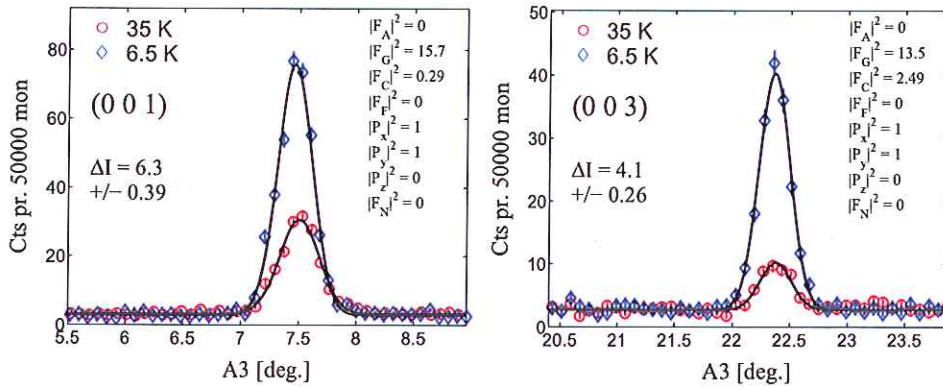 80
60
40
20
0
Cts pr. 50000 mon
35 K
6.5 K
(0 0 1)
ΔI = 6.3
+/− 0.39
|F_A|² = 0
|F_G|² = 15.7
|F_C|² = 0.29
|F_F|² = 0
|P_x|² = 1
|P_y|² = 1
|P_z|² = 0
|F_N|² = 0
5.5 6 6.5 7 7.5 8 8.5
A3 [deg.]
50
40
30
20
10
0
Cts pr. 50000 mon
35 K
6.5 K
(0 0 3)
ΔI = 4.1
+/− 0.26
|F_A|² = 0
|F_G|² = 13.5
|F_C|² = 2.49
|F_F|² = 0
|P_x|² = 1
|P_y|² = 1
|P_z|² = 0
|F_N|² = 0
20.5 21 21.5 22 22.5 23 23.5
A3 [deg.]